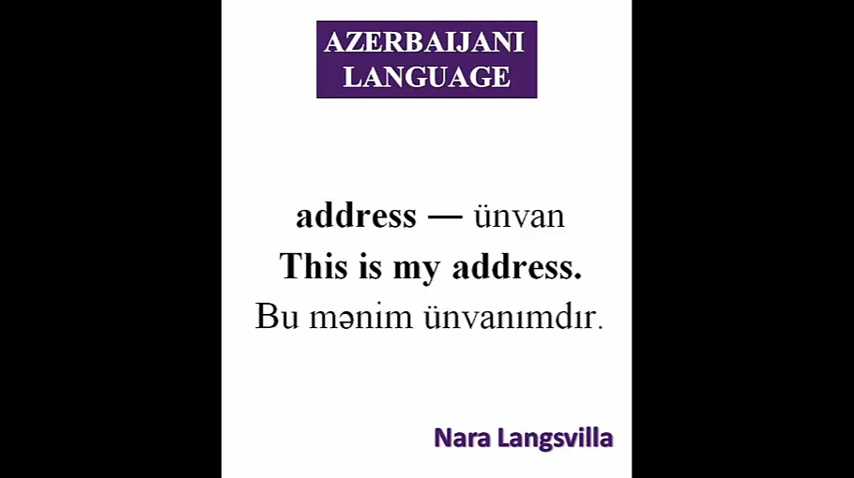 AZERBAIJANI
LANGUAGE
address — ünvan
This is my address.
Bu mənim ünvanımdır.
Nara Langsvilla